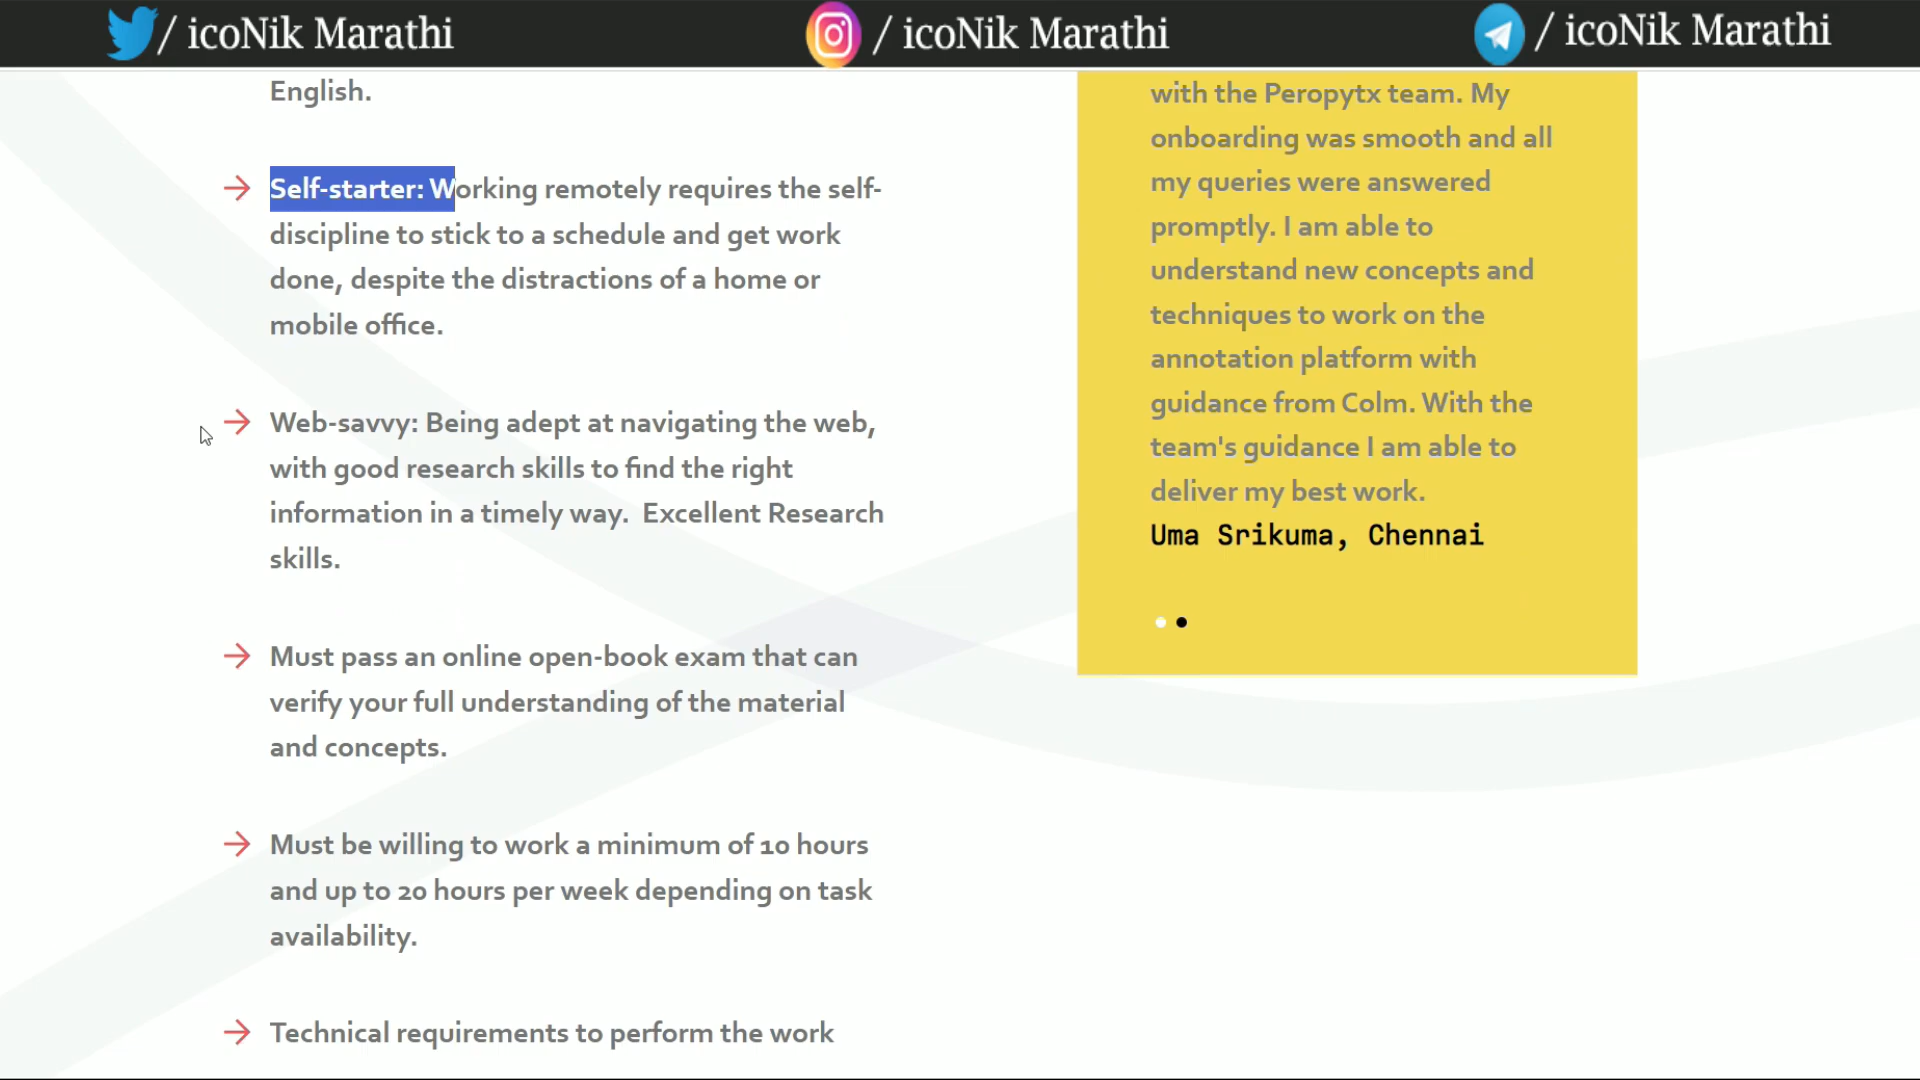 / icoNik Marathi
/ icoNik Marathi
/ icoNik Marathi
English.
Self-starter: Working remotely requires the self-
discipline to stick to a schedule and get work
done, despite the distractions of a home or
mobile office.
Web-savvy: Being adept at navigating the web,
with good research skills to find the right
information in a timely way.  Excellent Research
skills.
Must pass an online open-book exam that can
verify your full understanding of the material
and concepts.
Must be willing to work a minimum of 10 hours
and up to 20 hours per week depending on task
availability.
Technical requirements to perform the work
with the Peropytx team. My
onboarding was smooth and all
my queries were answered
promptly. I am able to
understand new concepts and
techniques to work on the
annotation platform with
guidance from Colm. With the
team's guidance I am able to
deliver my best work.
Uma Srikuma, Chennai